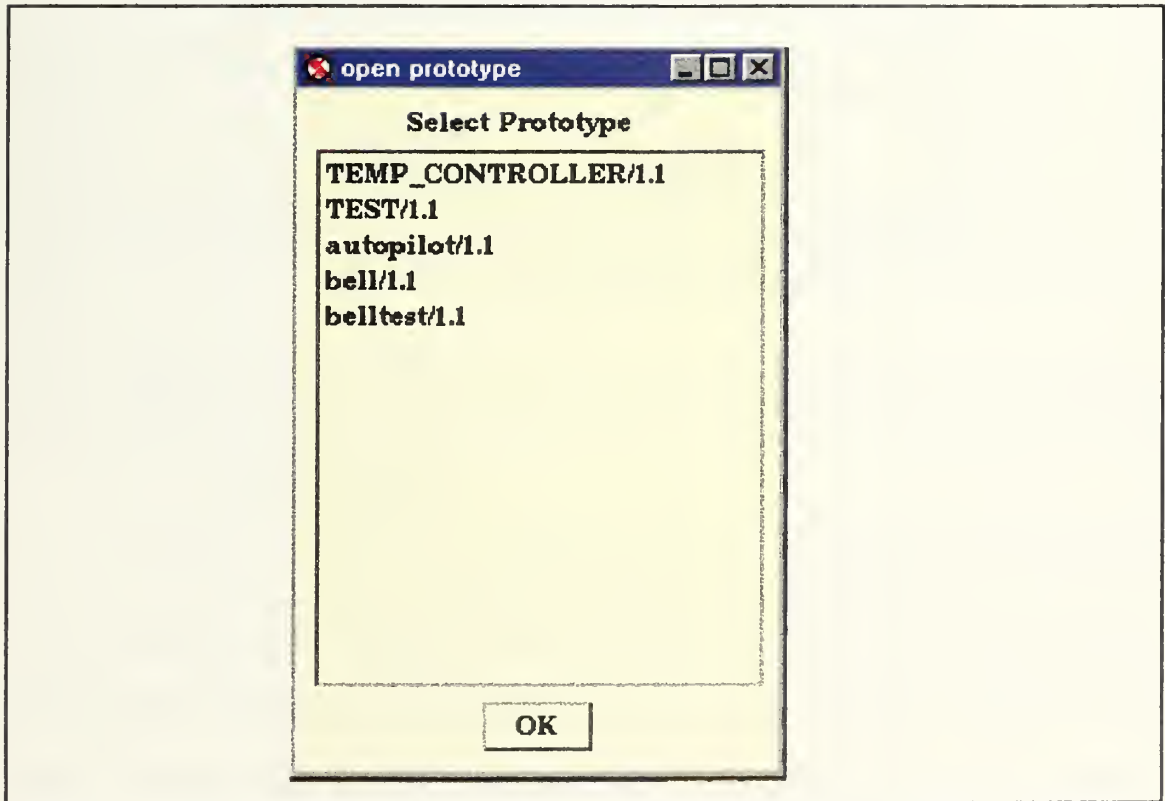 open prototype
Select Prototype
TEMP_CONTROLLER/1.1
TEST/1.1
autopilot/1.1
bell/1.1
belltest/1.1
OK